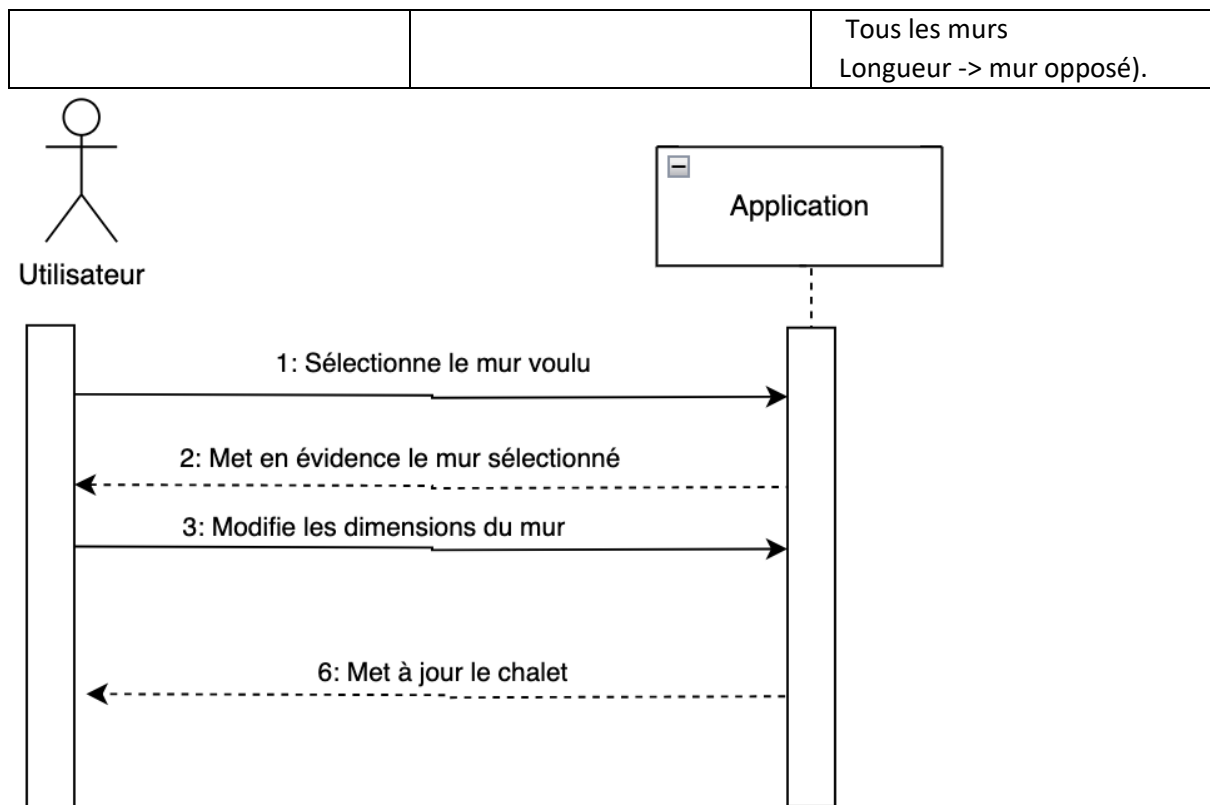 Tous les murs
Longueur -> mur opposé).
Application
Utilisateur
1: Sélectionne le mur voulu
2: Met en évidence le mur sélectionné
3: Modifie les dimensions du mur
6: Met à jour le chalet